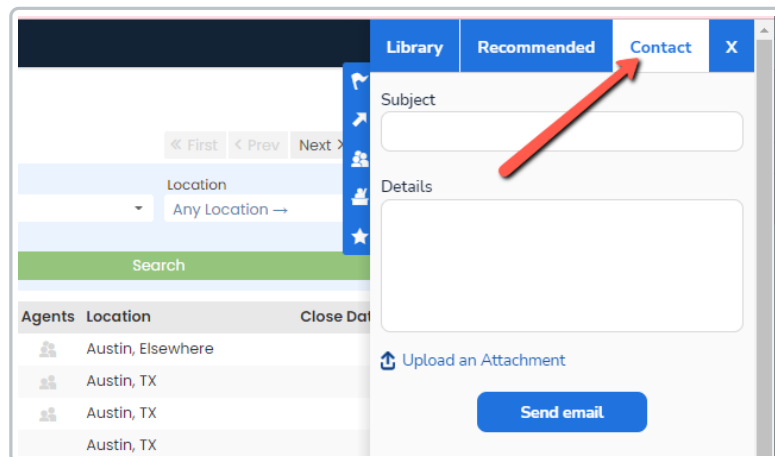 Library Recommended Contact X
Subject
« First < Prev Next >
Details
Location
Any Location →
Search
Agents Location Close Dat
Austin, Elsewhere
Upload an Attachment
Austin, TX
Austin, TX
Send email
Austin, TX